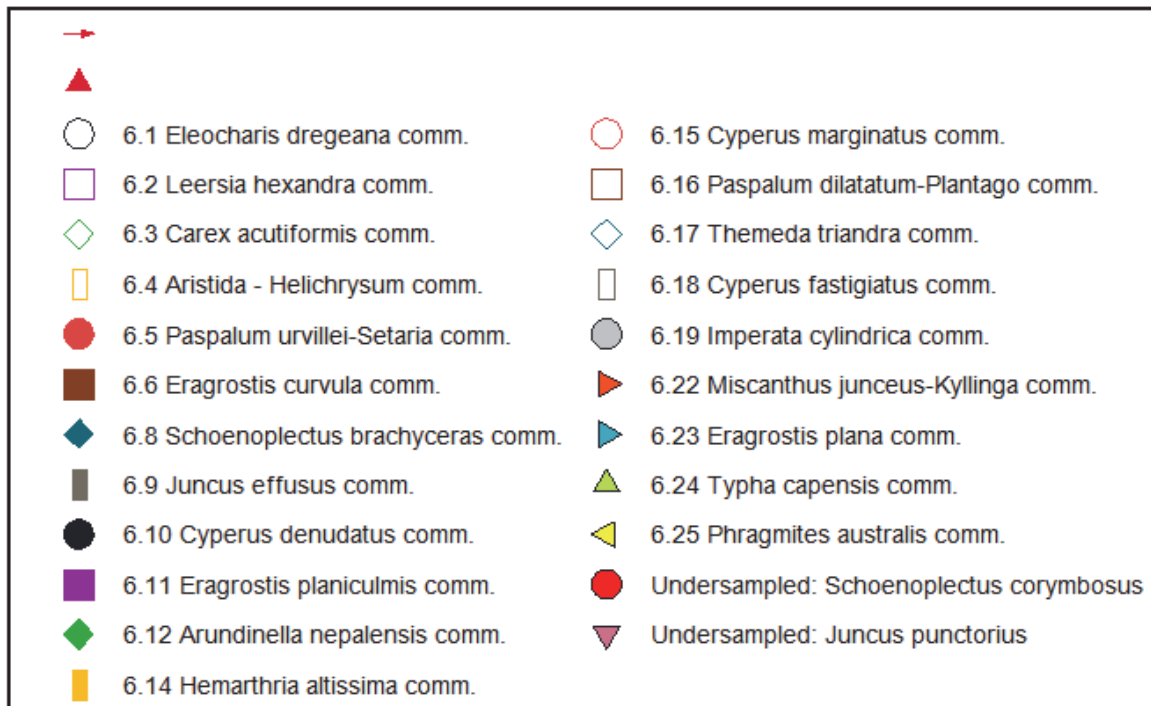 6.1 Eleocharis dregeana comm.
6.2 Leersia hexandra comm.
6.3 Carex acutiformis comm.
6.4 Aristida - Helichrysum comm.
6.5 Paspalum urvillei-Setaria comm.
6.6 Eragrostis curvula comm.
6.8 Schoenoplectus brachyceras comm.
6.9 Juncus effusus comm.
6.10 Cyperus denudatus comm.
6.11 Eragrostis planiculmis comm.
6.12 Arundinella nepalensis comm.
6.14 Hemarthria altissima comm.
6.15 Cyperus marginatus comm.
6.16 Paspalum dilatatum-Plantago comm.
6.17 Themeda triandra comm.
6.18 Cyperus fastigiatus comm.
6.19 Imperata cylindrica comm.
6.22 Miscanthus junceus-Kyllinga comm.
6.23 Eragrostis plana comm.
6.24 Typha capensis comm.
6.25 Phragmites australis comm.
Undersampled: Schoenoplectus corymbosus
Undersampled: Juncus punctorius